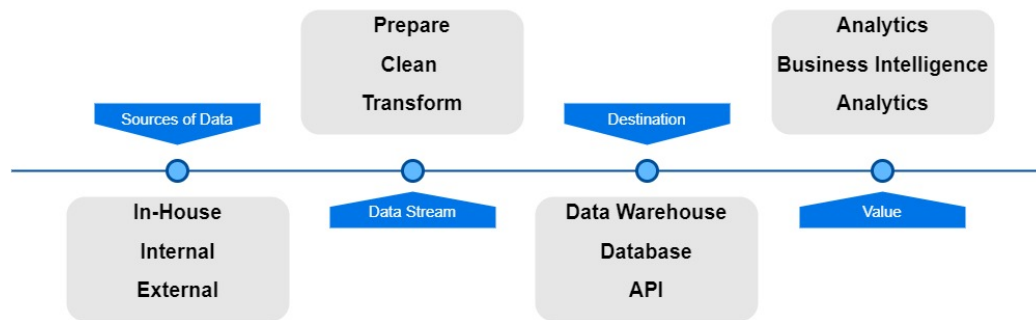 Sources of Data
In-House
Internal
External
Prepare
Clean
Transform
Data Stream
Destination
Data Warehouse
Database
API
Analytics
Business Intelligence
Analytics
Value